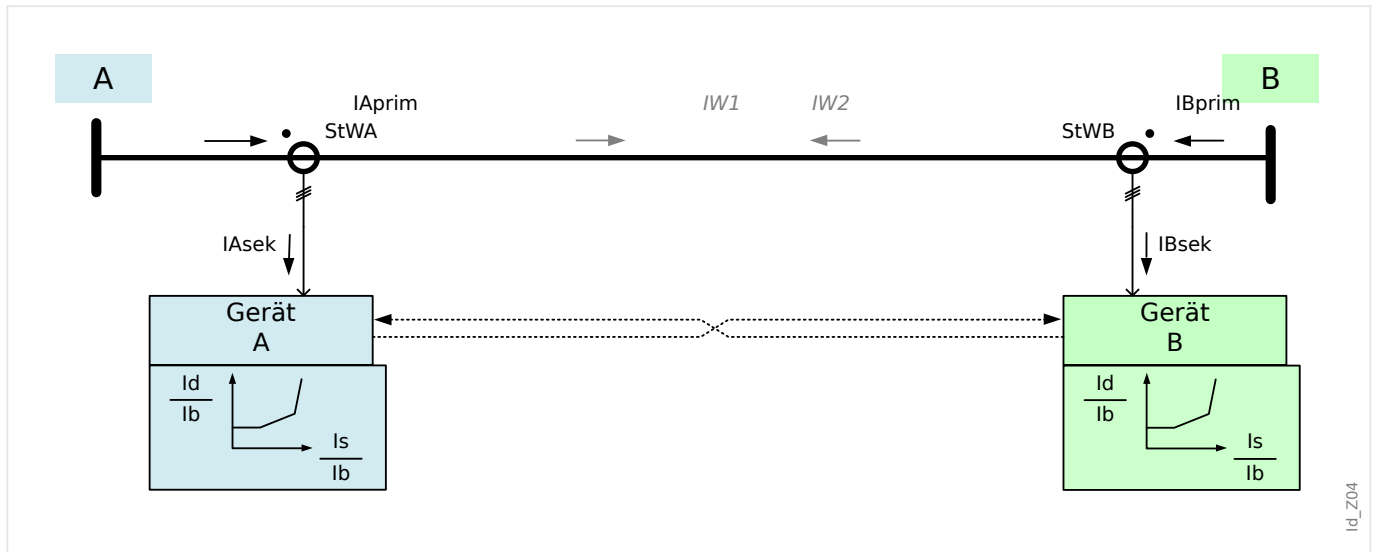 A
B
IAprim
IW1
IW2
IBprim
StWA
StWB
IAsek
IBsek
Gerät
A
Gerät
B
Id
Ib
Is
Ib
Id
Ib
Is
Ib
Id_Z04